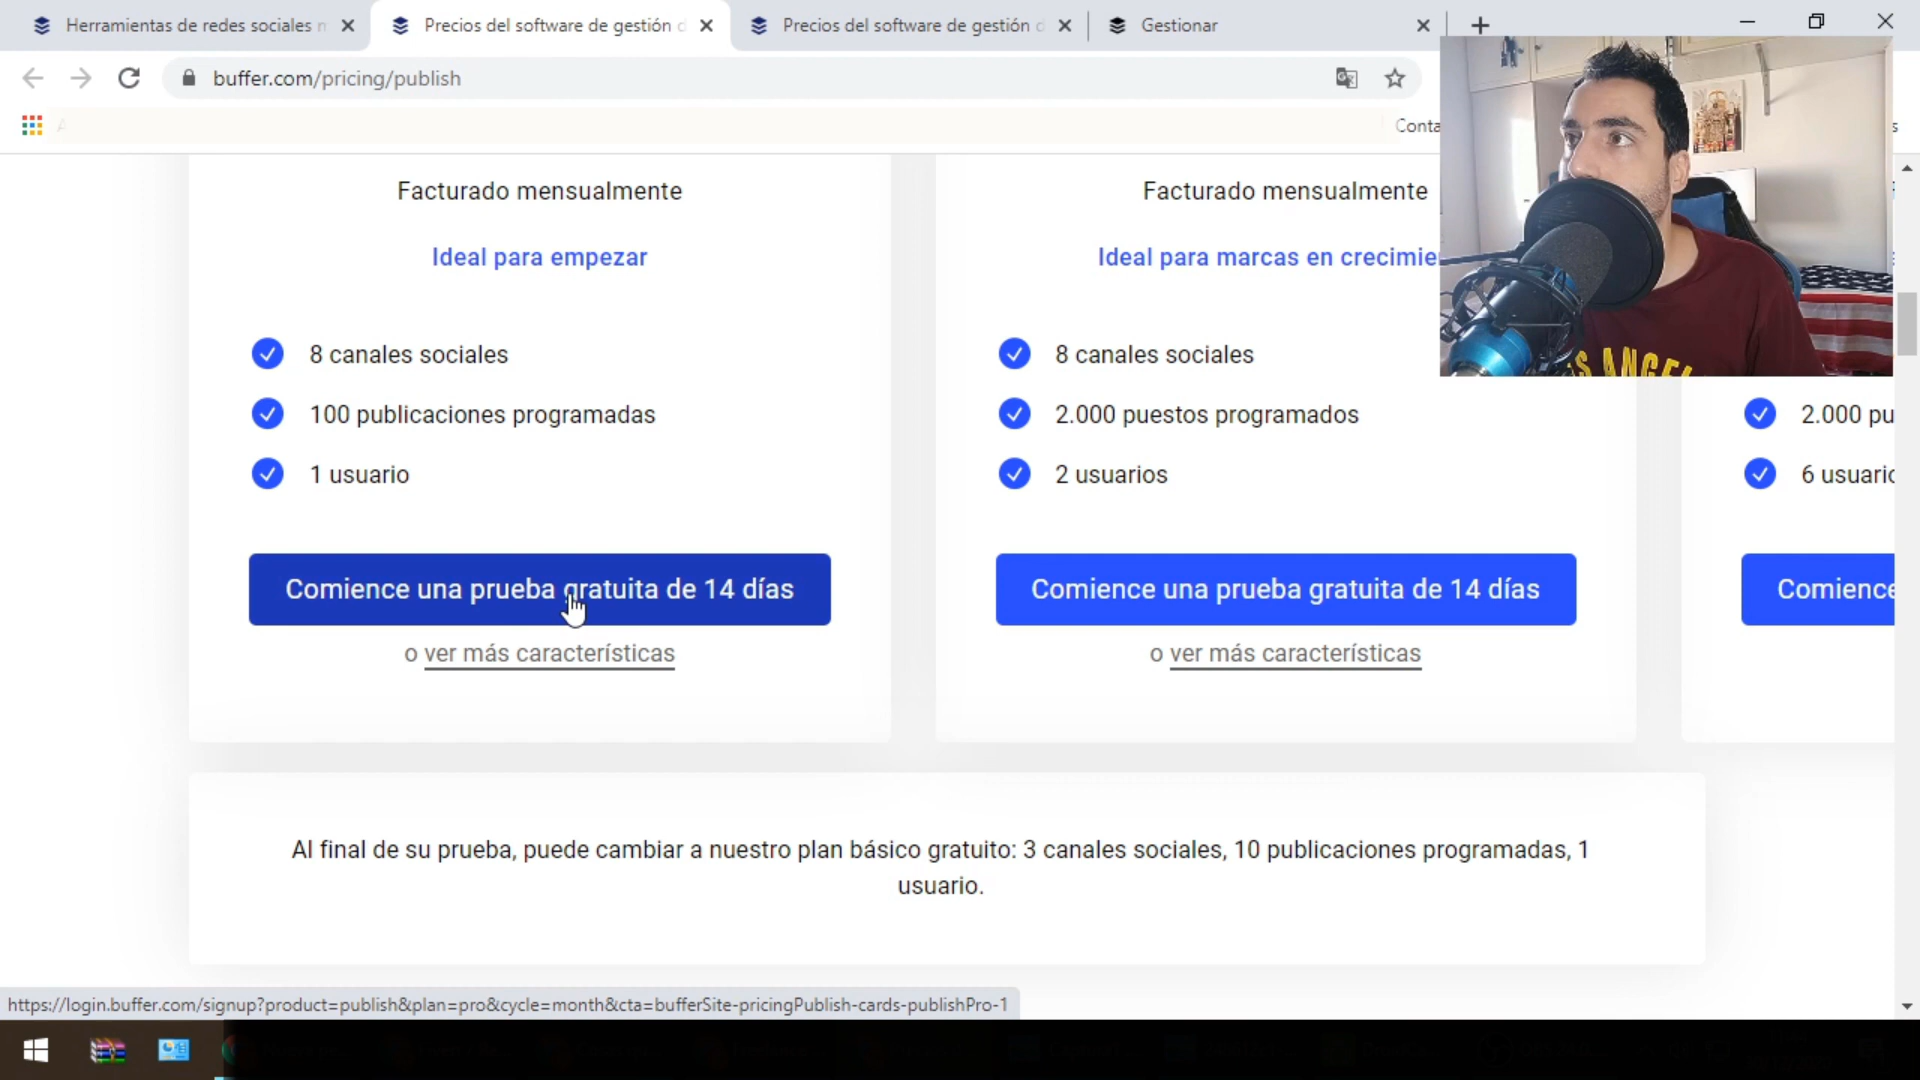 Herramientas de redes sociales n
Precios del software de gestión d
Precios del software de gestión d
Gestionar
buffer.com/pricing/publish
Conta
Facturado mensualmente
Ideal para empezar
8 canales sociales
100 publicaciones programadas
1 usuario
Comience una prueba gratuita de 14 días
o ver más características
Facturado mensualmente
Ideal para marcas en crecimie
8 canales sociales
2.000 puestos programados
2 usuarios
Comience una prueba gratuita de 14 días
o ver más características
2.000 pu
6 usuario
Comience
Al final de su prueba, puede cambiar a nuestro plan básico gratuito: 3 canales sociales, 10 publicaciones programadas, 1
usuario.
https://login.buffer.com/signup?product=publish&plan=pro&cycle=month&cta=bufferSite-pricingPublish-cards-publishPro-1